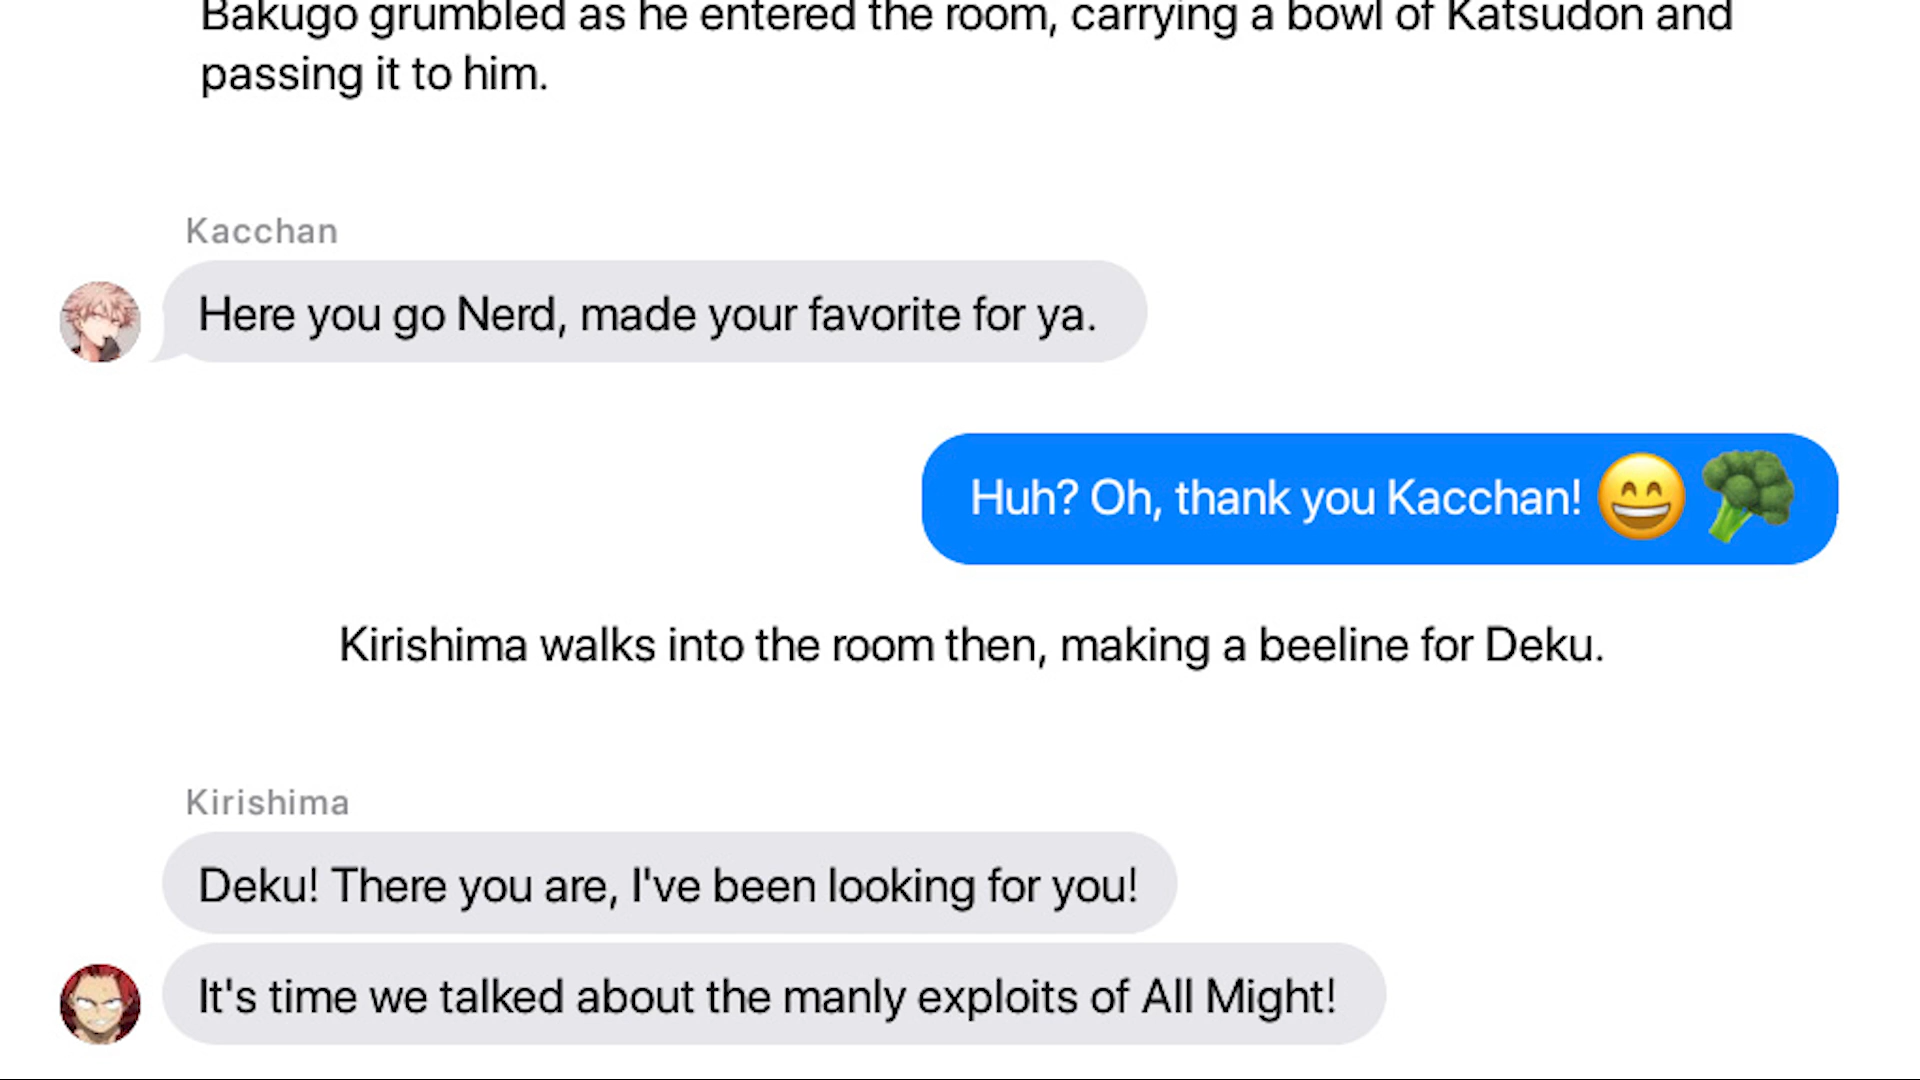 Bakugo grumbled as he entered the room, carrying a bowl of Katsudon and
passing it to him.
Kacchan
Here you go Nerd, made your favorite for ya.
Huh? Oh, thank you Kacchan! 😄 🥦
Kirishima walks into the room then, making a beeline for Deku.
Kirishima
Deku! There you are, I've been looking for you!
It's time we talked about the manly exploits of All Might!